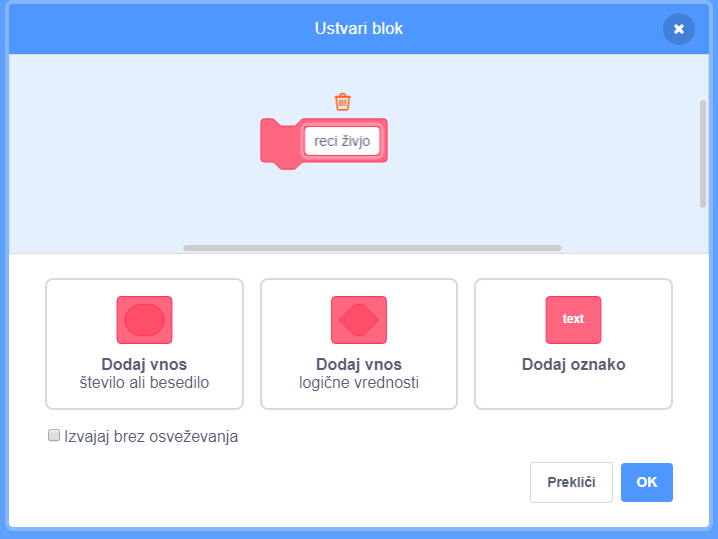 Ustvari blok
reci živjo
Dodaj vnos
število ali besedilo
Dodaj vnos
logične vrednosti
text
Dodaj oznako
Izvajaj brez osveževanja
Prekliči
OK